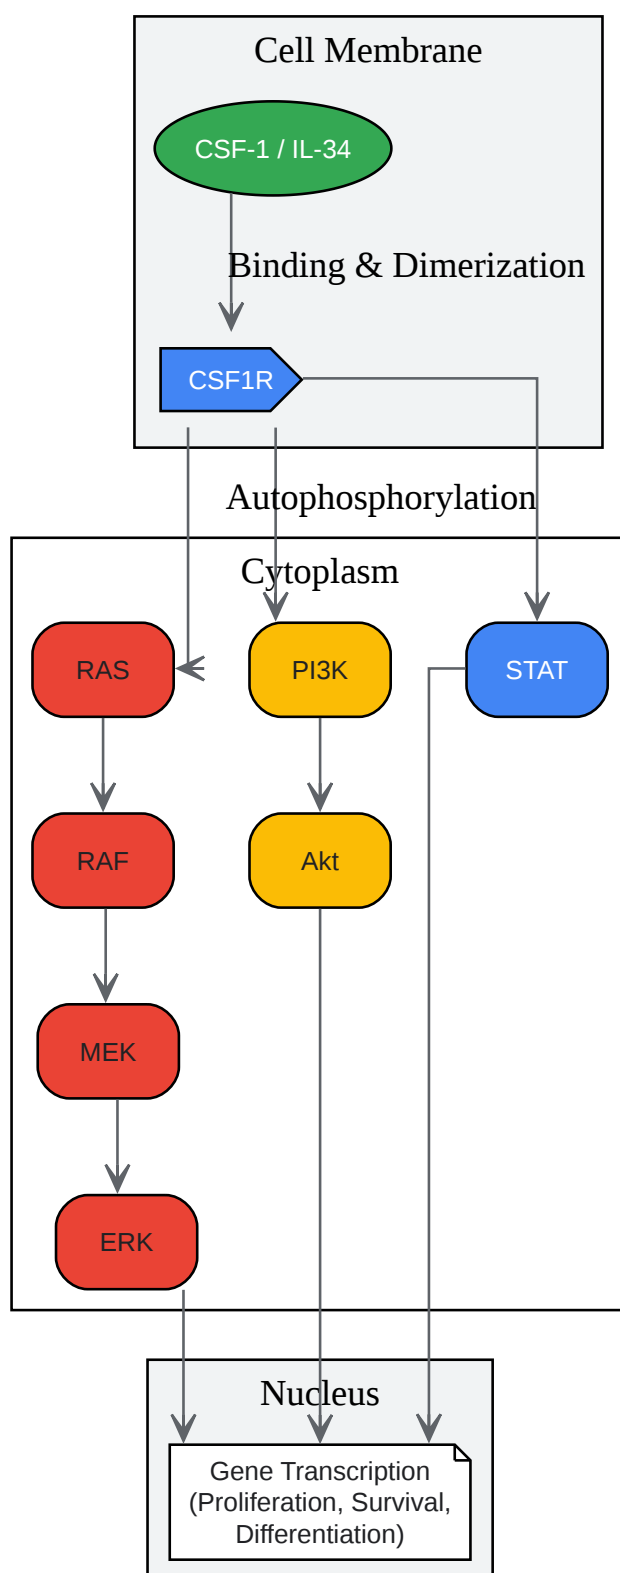 Cell Membrane
CSF-1 / IL-34
Binding & Dimerization
CSF1R
Autophosphorylation
Cytoplasm
RAS
PI3K
STAT
RAF
Akt
MEK
ERK
Nucleus
Gene Transcription
(Proliferation, Survival,
Differentiation)